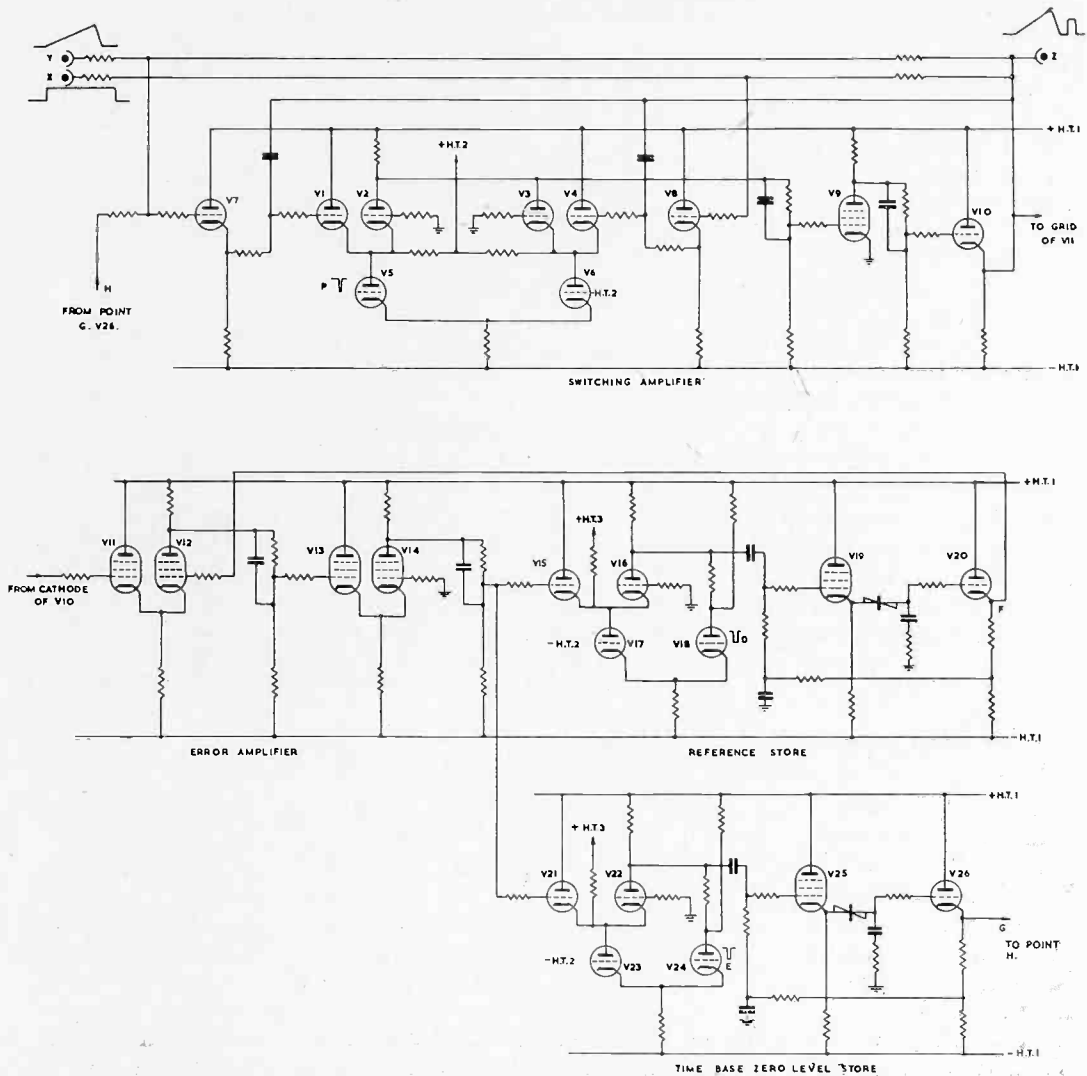 Y
Z
X
+ H.T.1
+H.T.2
V7
V1
V2
V3
V4
V8
V9
V10
TO GRID
OF V11
H
P
V5
V6
-H.T.2
FROM POINT
G. V26.
- H.T.1
SWITCHING AMPLIFIER
+ H.T.1
+H.T.3
V11
V12
V13
V14
V15
V16
V19
V20
FROM CATHODE
OF V10
F
-H.T.2
V17
V18
D
- H.T.1
ERROR AMPLIFIER
REFERENCE STORE
+ H.T.1
+ H.T.3
V21
V22
V25
V26
G
TO POINT
H.
-H.T.2
V23
V24
E
- H.T.1
TIME BASE ZERO LEVEL STORE